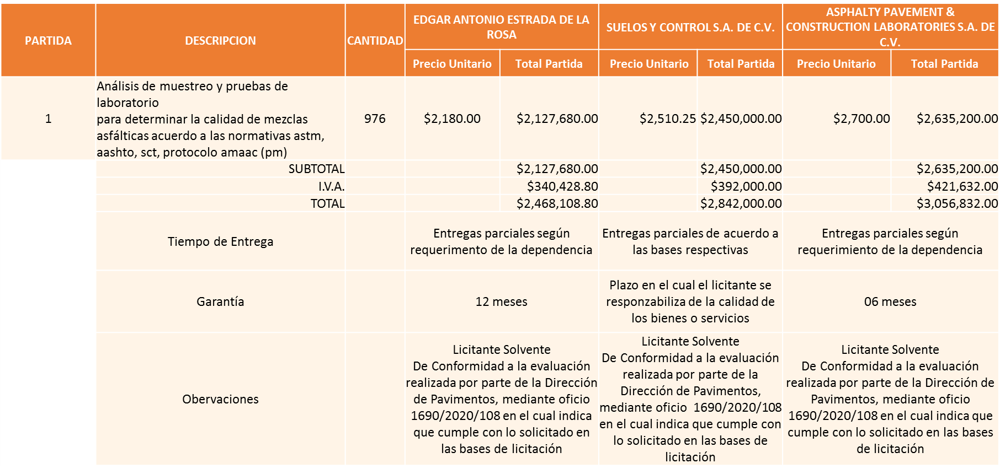 PARTIDA
DESCRIPCION
CANTIDAD
EDGAR ANTONIO ESTRADA DE LA
ROSA
SUELOS Y CONTROL S.A. DE C.V.
ASPHALTY PAVEMENT &
CONSTRUCTION LABORATORIES S.A. DE
C.V.
Precio Unitario
Total Partida
Precio Unitario
Total Partida
Precio Unitario
Total Partida
1
Análisis de muestreo y pruebas de
laboratorio
para determinar la calidad de mezclas
asfálticas acuerdo a las normativas astm,
aashto, sct, protocolo amaac (pm)
976
$2,180.00
$2,127,680.00
$2,510.25
$2,450,000.00
$2,700.00
$2,635,200.00
SUBTOTAL
$2,127,680.00
$2,450,000.00
$2,635,200.00
I.V.A.
$340,428.80
$392,000.00
$421,632.00
TOTAL
$2,468,108.80
$2,842,000.00
$3,056,832.00
Tiempo de Entrega
Entregas parciales según
requerimento de la dependencia
Entregas parciales de acuerdo a
las bases respectivas
Entregas parciales según
requerimiento de la dependencia
Garantía
12 meses
Plazo en el cual el licitante se
responzabiliza de la calidad de
los bienes o servicios
06 meses
Obervaciones
Licitante Solvente
De Conformidad a la evaluación
realizada por parte de la Dirección
de Pavimentos, mediante oficio
1690/2020/108 en el cual indica
que cumple con lo solicitado en
las bases de licitación
Licitante Solvente
De Conformidad a la evaluación
realizada por parte de la
Dirección de Pavimentos,
mediante oficio 1690/2020/108
en el cual indica que cumple con
lo solicitado en las bases de
licitación
Licitante Solvente
De Conformidad a la evaluación
realizada por parte de la Dirección de
Pavimentos, mediante oficio
1690/2020/108 en el cual indica que
cumple con lo solicitado en las bases
de licitación